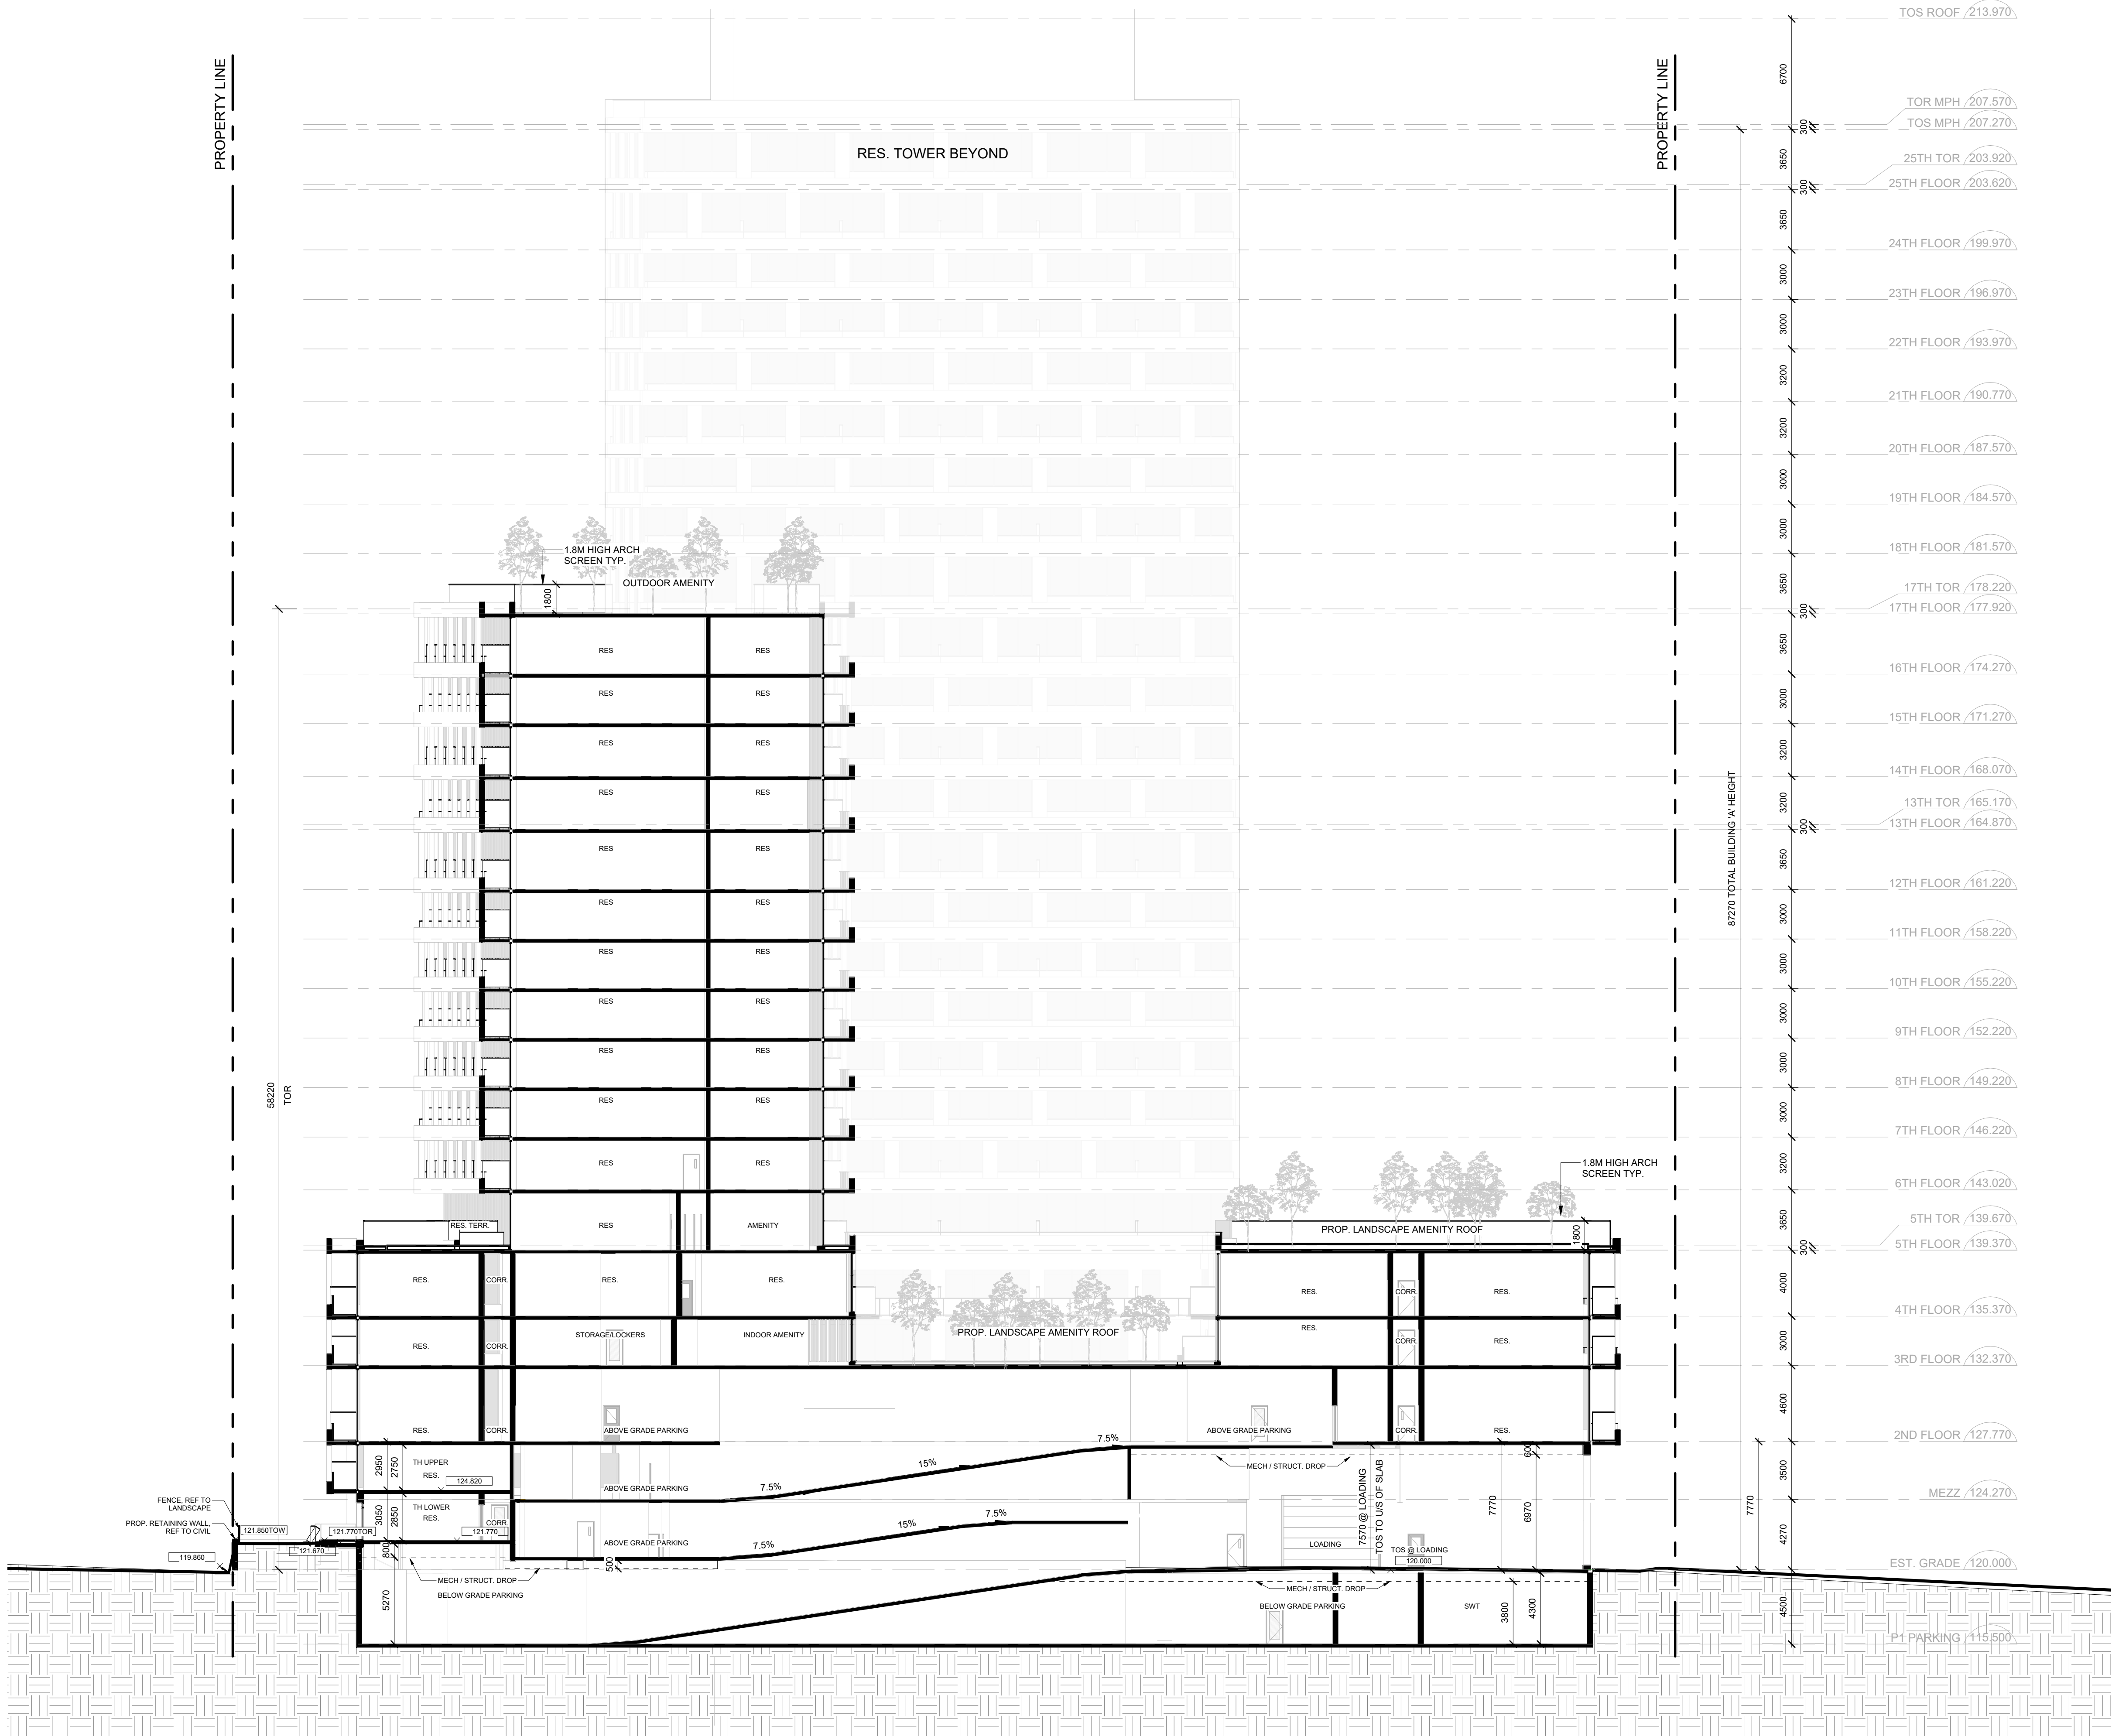 TOS ROOF 213.970
6700
PROPERTY LINE
PROPERTY LINE
TOR MPH 207.570
300
TOS MPH 207.270
RES. TOWER BEYOND
3650
25TH TOR 203.920
300
25TH FLOOR 203.620
3650
24TH FLOOR 199.970
3000
23TH FLOOR 196.970
3000
22TH FLOOR 193.970
3200
21TH FLOOR 190.770
3200
20TH FLOOR 187.570
3000
19TH FLOOR 184.570
3000
18TH FLOOR 181.570
1.8M HIGH ARCH
SCREEN TYP.
OUTDOOR AMENITY
1800
3650
17TH TOR 178.220
300
17TH FLOOR 177.920
RES
RES
3650
16TH FLOOR 174.270
RES
RES
3000
15TH FLOOR 171.270
RES
RES
3200
14TH FLOOR 168.070
RES
RES
3200
13TH TOR 165.170
300
13TH FLOOR 164.870
87270 TOTAL BUILDING 'A' HEIGHT
RES
RES
3650
12TH FLOOR 161.220
RES
RES
3000
11TH FLOOR 158.220
RES
RES
3000
10TH FLOOR 155.220
RES
RES
3000
9TH FLOOR 152.220
RES
RES
3000
8TH FLOOR 149.220
58220
TOR
RES
RES
3000
7TH FLOOR 146.220
RES
RES
3200
6TH FLOOR 143.020
1.8M HIGH ARCH
SCREEN TYP.
RES. TERR.
RES
AMENITY
PROP. LANDSCAPE AMENITY ROOF
1800
3650
5TH TOR 139.670
300
5TH FLOOR 139.370
RES.
CORR.
RES.
RES.
RES.
CORR.
RES.
4000
4TH FLOOR 135.370
RES.
CORR.
STORAGE/LOCKERS
INDOOR AMENITY
PROP. LANDSCAPE AMENITY ROOF
RES.
CORR.
RES.
3000
3RD FLOOR 132.370
4600
RES.
CORR.
ABOVE GRADE PARKING
ABOVE GRADE PARKING
CORR.
RES.
2ND FLOOR 127.770
7.5%
15%
7.5%
600
MECH / STRUCT. DROP
2950
2750
TH UPPER
RES.
124.820
ABOVE GRADE PARKING
3500
MEZZ 124.270
7570 @ LOADING
TOS TO U/S OF SLAB
7770
6970
7770
FENCE, REF TO
LANDSCAPE
PROP. RETAINING WALL,
REF TO CIVIL
121.850TOW
121.770TOR
121.670
119.860
3050
2850
TH LOWER
RES.
121.770
CORR.
7.5%
15%
7.5%
ABOVE GRADE PARKING
LOADING
TOS @ LOADING
120.000
4270
EST. GRADE 120.000
800
500
MECH / STRUCT. DROP
BELOW GRADE PARKING
5270
MECH / STRUCT. DROP
BELOW GRADE PARKING
SWT
3800
4300
4500
P1 PARKING 115.500